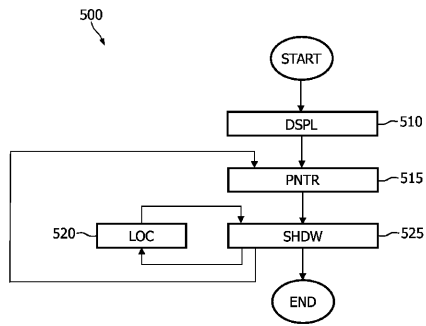 500
START
DSPL 510
PNTR 515
520 LOC SHDW 525
END